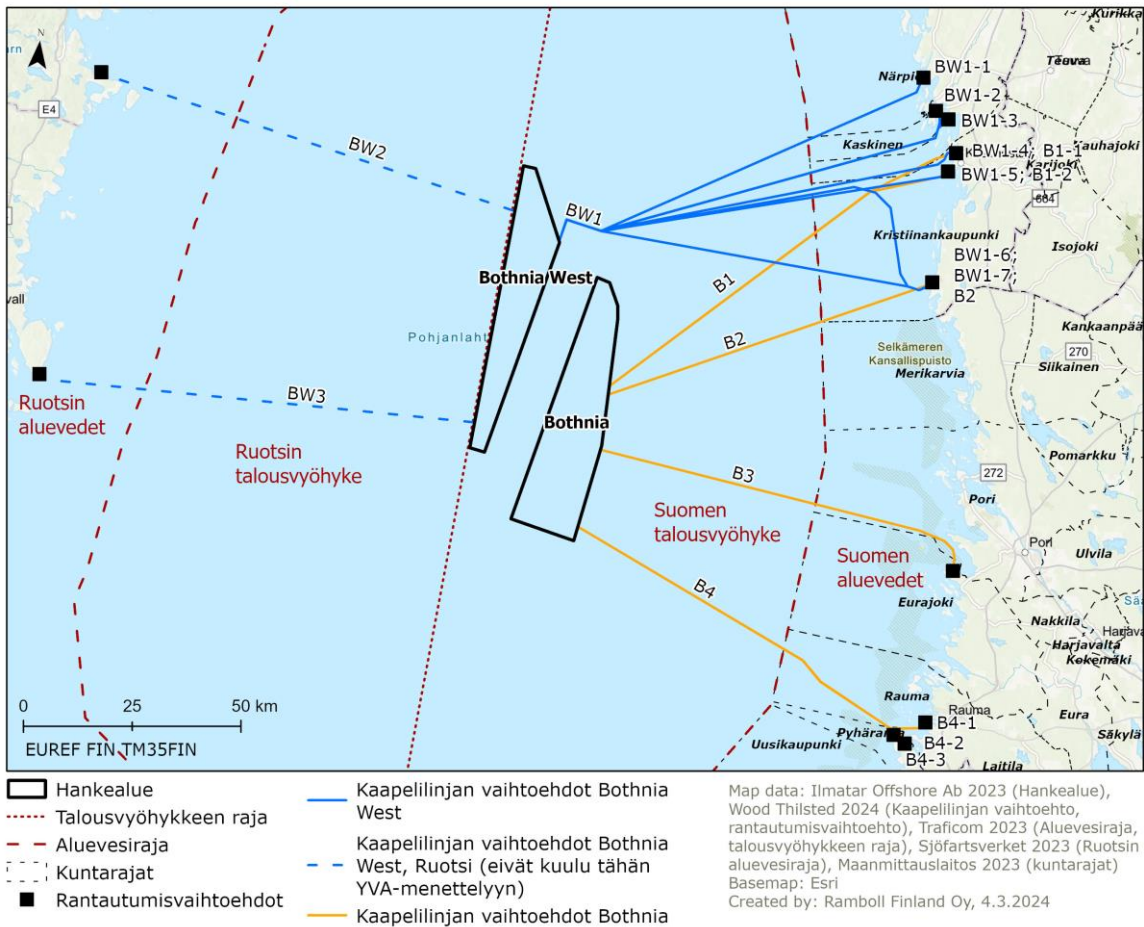 Kurikka
Teuva
BW1-1
Närpiö
N
E4
BW1-2
BW2
BW1-3
Kaskinen
BW1-4; B1-1
Kauhajoki
Karijoki
BW1-5; B1-2
664
BW1
Kristiinankaupunki
Isojoki
BW1-6;
BW1-7;
B2
Bothnia West
B1
Kankaanpää
Pohjanlahti
B2
Selkämeren
Kansallispuisto
270
Siikainen
Merikarvia
BW3
Ruotsin
aluevedet
Bothnia
Ruotsin
talousvyöhyke
Pomarkku
272
B3
Suomen
talousvyöhyke
Pori
Pori
Ulvila
Suomen
aluevedet
B4
Eurajoki
Nakkila
Harjavalta
Harjavalta
Kokemäki
Rauma
Rauma
Eura
B4-1
Säkylä
Pyhäranta
Uusikaupunki
B4-2
B4-3
Laitila
0 25 50 km
EUREF FIN TM35FIN
Hankealue
Talousvyöhykkeen raja
Aluevesiraja
Kuntarajat
Rantautumisvaihtoehdot
Kaapelilinjan vaihtoehdot Bothnia
West
Kaapelilinjan vaihtoehdot Bothnia
West, Ruotsi (eivät kuulu tähän
YVA-menettelyyn)
Kaapelilinjan vaihtoehdot Bothnia
Map data: Ilmatar Offshore Ab 2023 (Hankealue),
Wood Thilsted 2024 (Kaapelilinjan vaihtoehto,
rantautumisvaihtoehto), Traficom 2023 (Aluevesiraja,
talousvyöhykkeen raja), Sjöfartsverket 2023 (Ruotsin
aluevesiraja), Maanmittauslaitos 2023 (kuntarajat)
Basemap: Esri
Created by: Ramboll Finland Oy, 4.3.2024